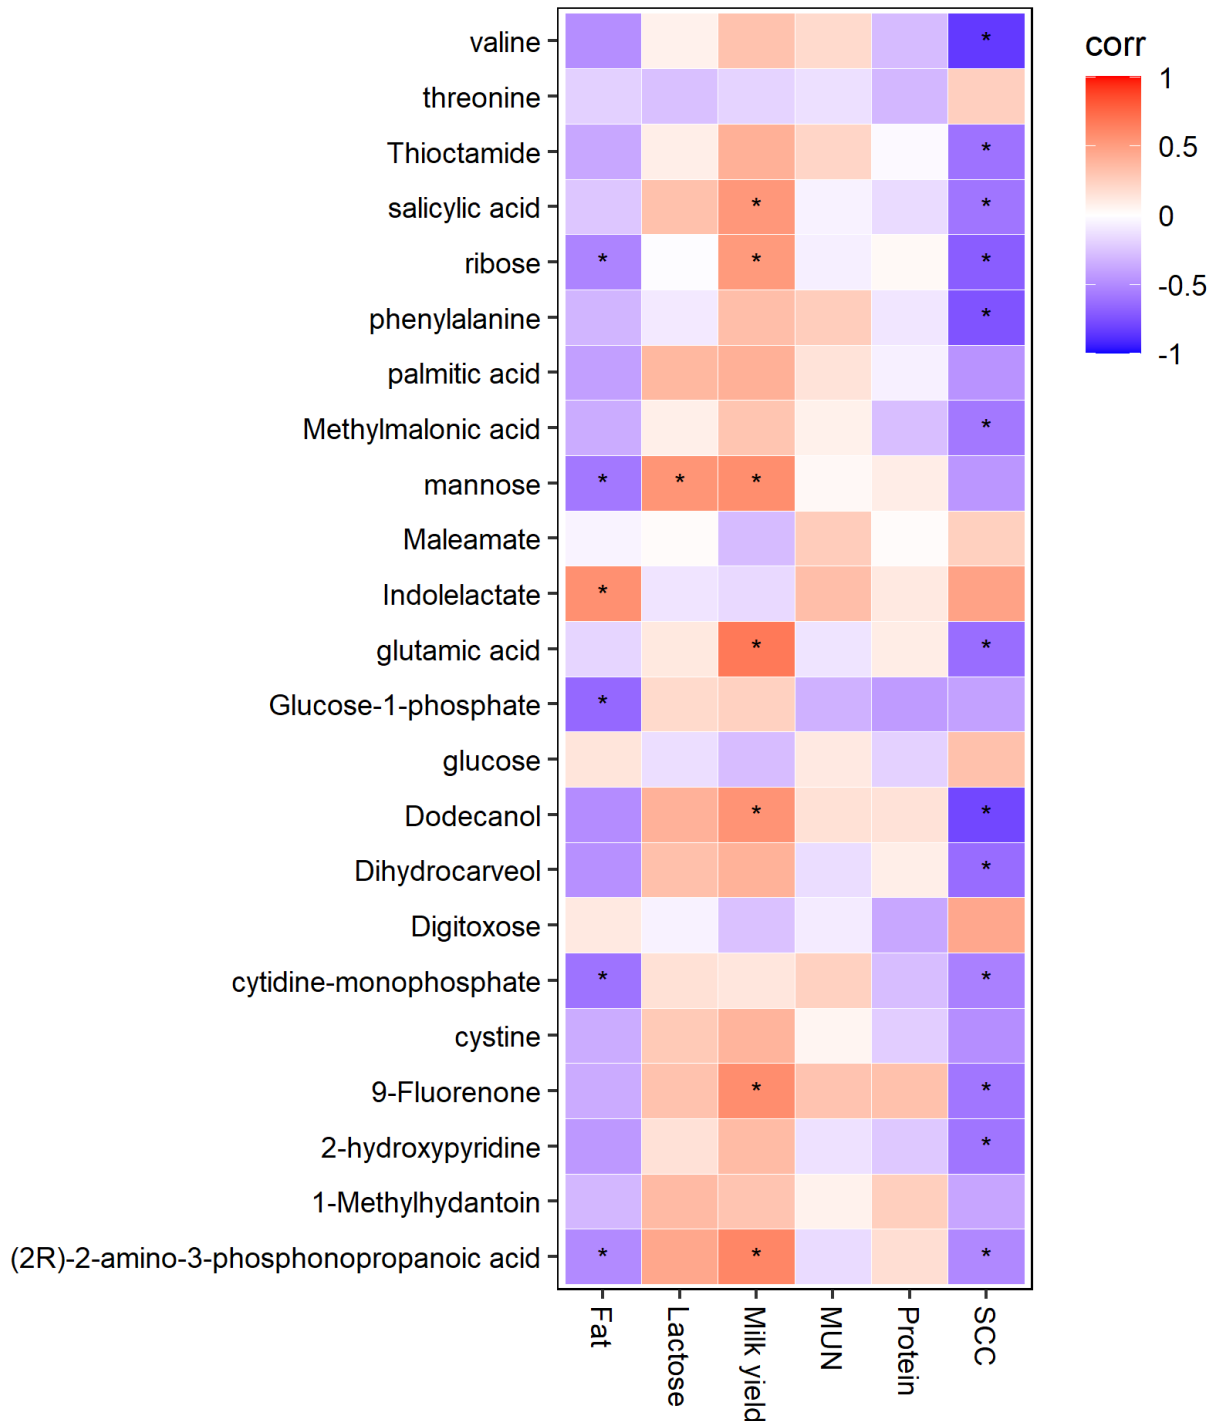 valine * *
threonine
Thioctamide *
salicylic acid * *
ribose * * *
phenylalanine *
palmitic acid
Methylmalonic acid *
mannose * * *
Maleamate
Indolelactate *
glutamic acid * *
Glucose-1-phosphate *
glucose
Dodecanol * *
Dihydrocarveol *
Digitoxose
cytidine-monophosphate * *
cystine
9-Fluorenone * *
2-hydroxypyridine *
1-Methylhydantoin
(2R)-2-amino-3-phosphonopropanoic acid * * *
Fat
Lactose
Milk yield
MUN
Protein
SCC
corr
1
0.5
0
-0.5
-1